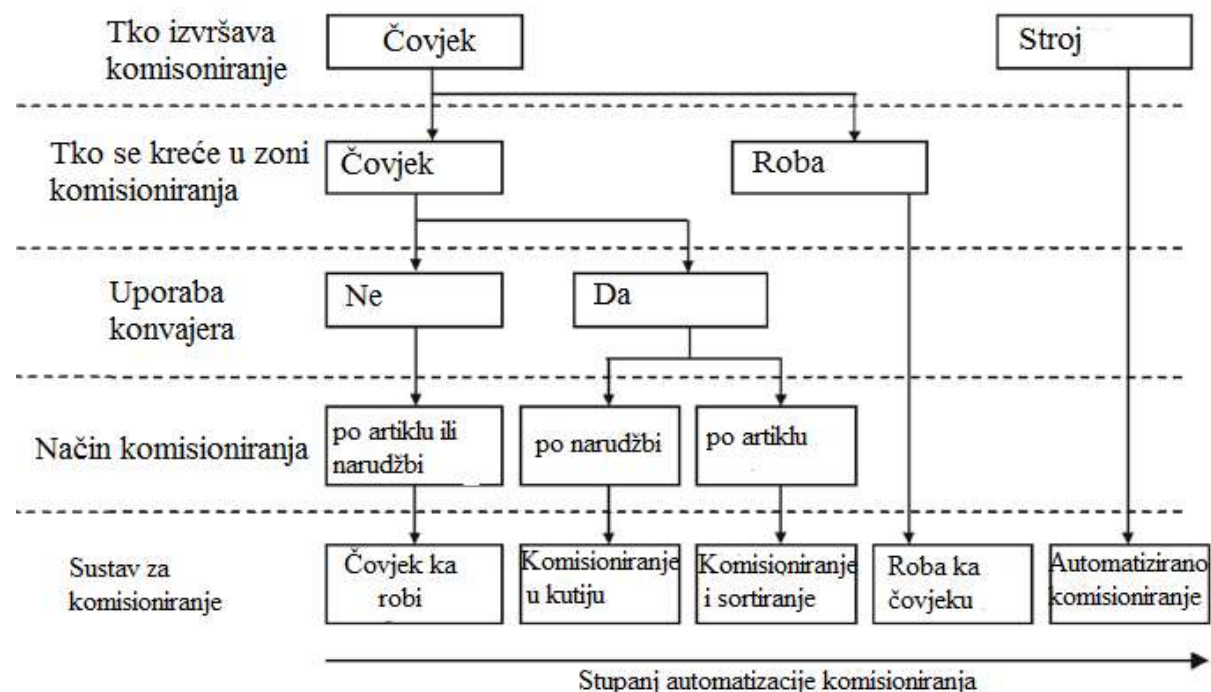 Tko izvršava
komisoniranje
Čovjek
Stroj
Tko se kreće u zoni
komisioniranja
Čovjek
Roba
Uporaba
konvajera
Ne
Da
Način komisioniranja
po artiklu ili
narudžbi
po narudžbi
po artiklu
Sustav za
komisioniranje
Čovjek ka
robi
Komisioniranje
u kutiju
Komisioniranje
i sortiranje
Roba ka
čovjeku
Automatizirano
komisioniranje
Stupanj automatizacije komisioniranja